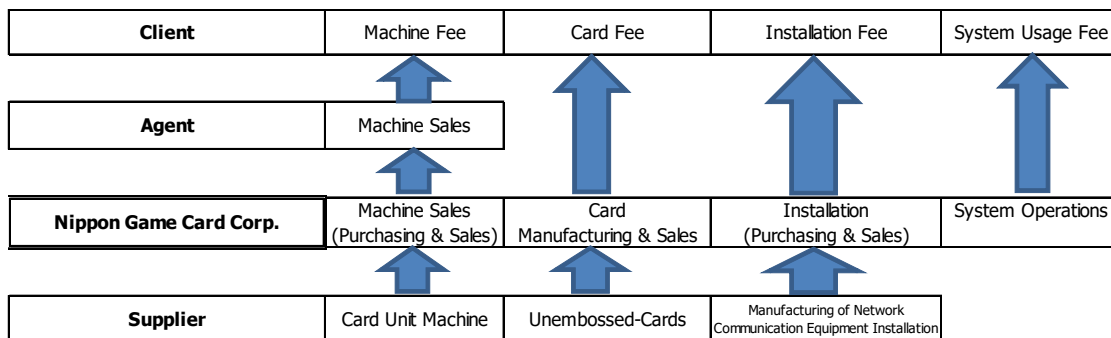 Client
Machine Fee
Card Fee
Installation Fee
System Usage Fee
Agent
Machine Sales
Nippon Game Card Corp.
Machine Sales
(Purchasing & Sales)
Card
Manufacturing & Sales
Installation
(Purchasing & Sales)
System Operations
Supplier
Card Unit Machine
Unembossed-Cards
Manufacturing of Network
Communication Equipment Installation